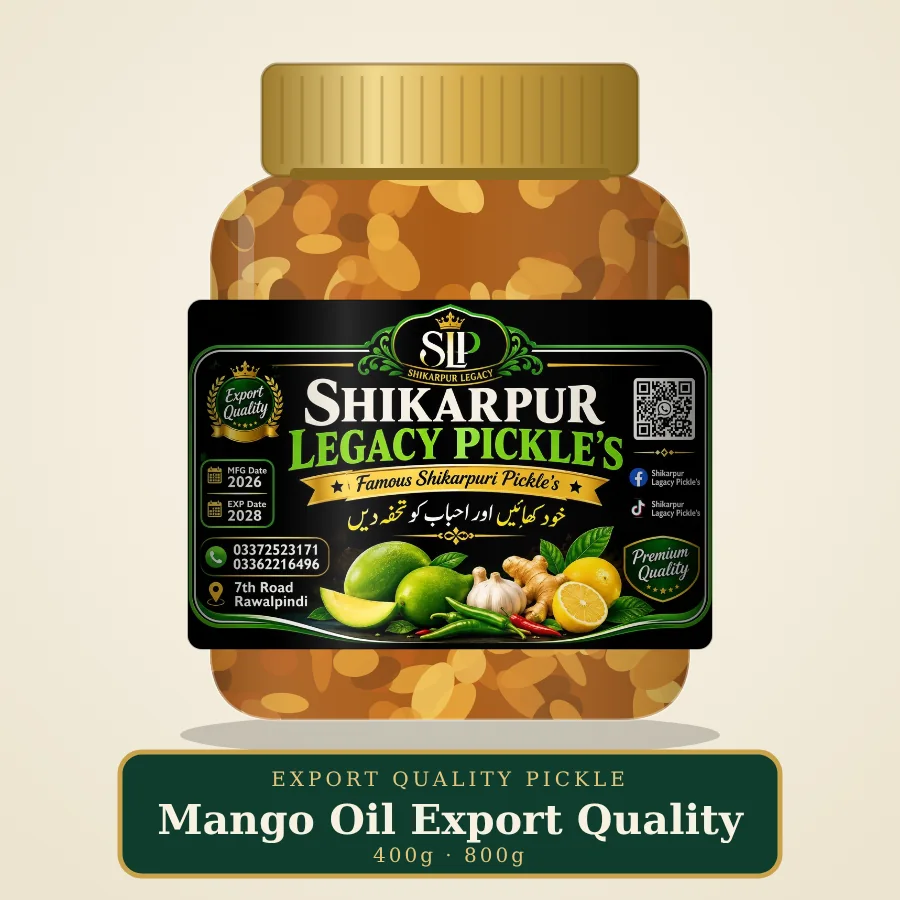 SLP
SHIKARPUR LEGACY
SHIKARPUR
LEGACY PICKLE'S
Famous Shikarpuri Pickle's
خود کھائیں اور احباب کو تحفہ دیں
Export
Quality
MFG Date
2026
EXP Date
2028
03372523171
03362216496
7th Road
Rawalpindi
Shikarpur
Legacy Pickle's
Shikarpur
Legacy Pickle's
Premium
Quality
EXPORT QUALITY PICKLE
Mango Oil Export Quality
400g · 800g